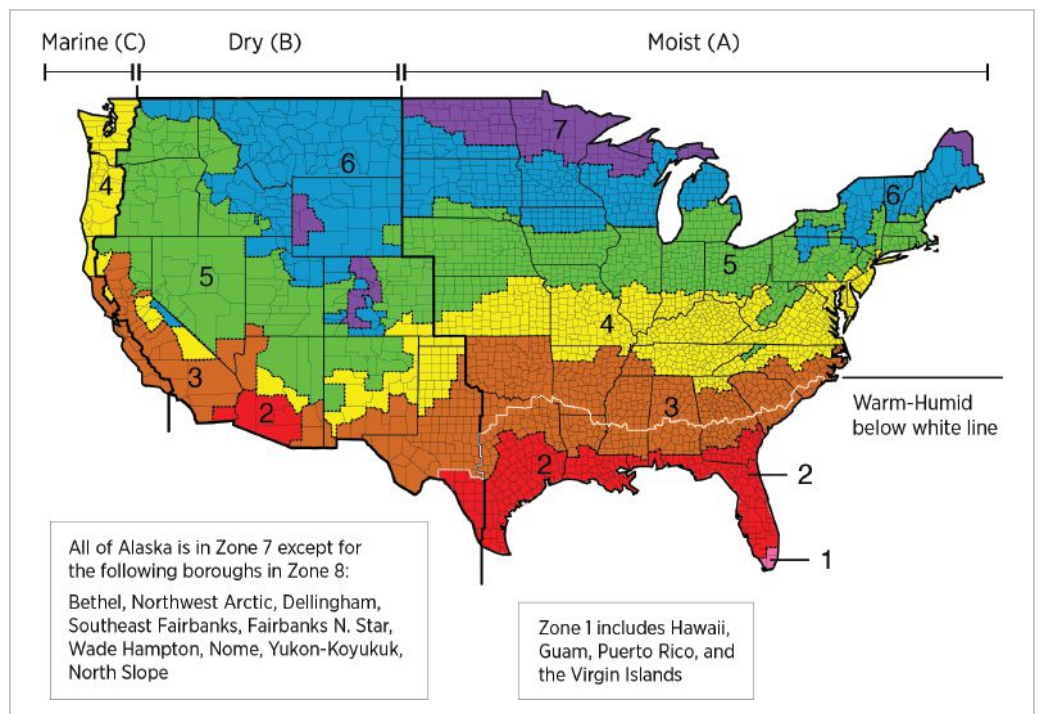 Marine (C)
Dry (B)
Moist (A)
7
6
6
4
5
5
4
3
3
2
Warm-Humid
below white line
2
2
1
All of Alaska is in Zone 7 except for
the following boroughs in Zone 8:
Bethel, Northwest Arctic, Dellingham,
Southeast Fairbanks, Fairbanks N. Star,
Wade Hampton, Nome, Yukon-Koyukuk,
North Slope
Zone 1 includes Hawaii,
Guam, Puerto Rico, and
the Virgin Islands